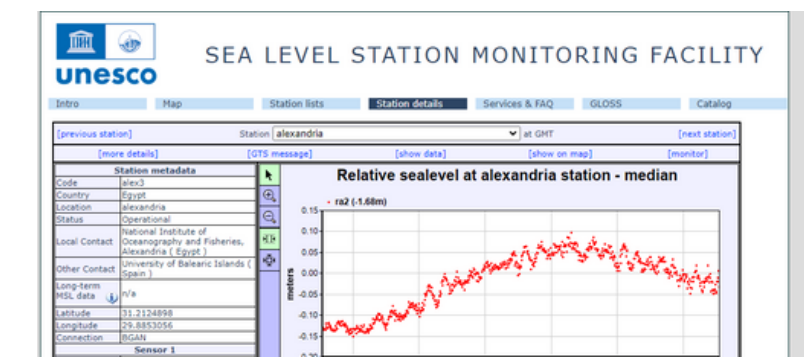 unesco
SEA LEVEL STATION MONITORING FACILITY
Intro Map Station lists Station details Services & FAQ GLOSS Catalog
[previous station] Station alexandria at GMT [next station]
[more details] [GTS message] [show data] [show on map] [monitor]
Station metadata
Code alex3
Country Egypt
Location alexandria
Status Operational
Local Contact National Institute of
Oceanography and Fisheries,
Alexandria ( Egypt )
Other Contact University of Balearic Islands (
Spain )
Long-term
MSL data n/a
Latitude 31.2124898
Longitude 29.8853056
Connection BGAN
Sensor 1
Relative sealevel at alexandria station - median
ra2 (-1.68m)
meters
0.15
0.10
0.05
0.00
-0.05
-0.10
-0.15
-0.20